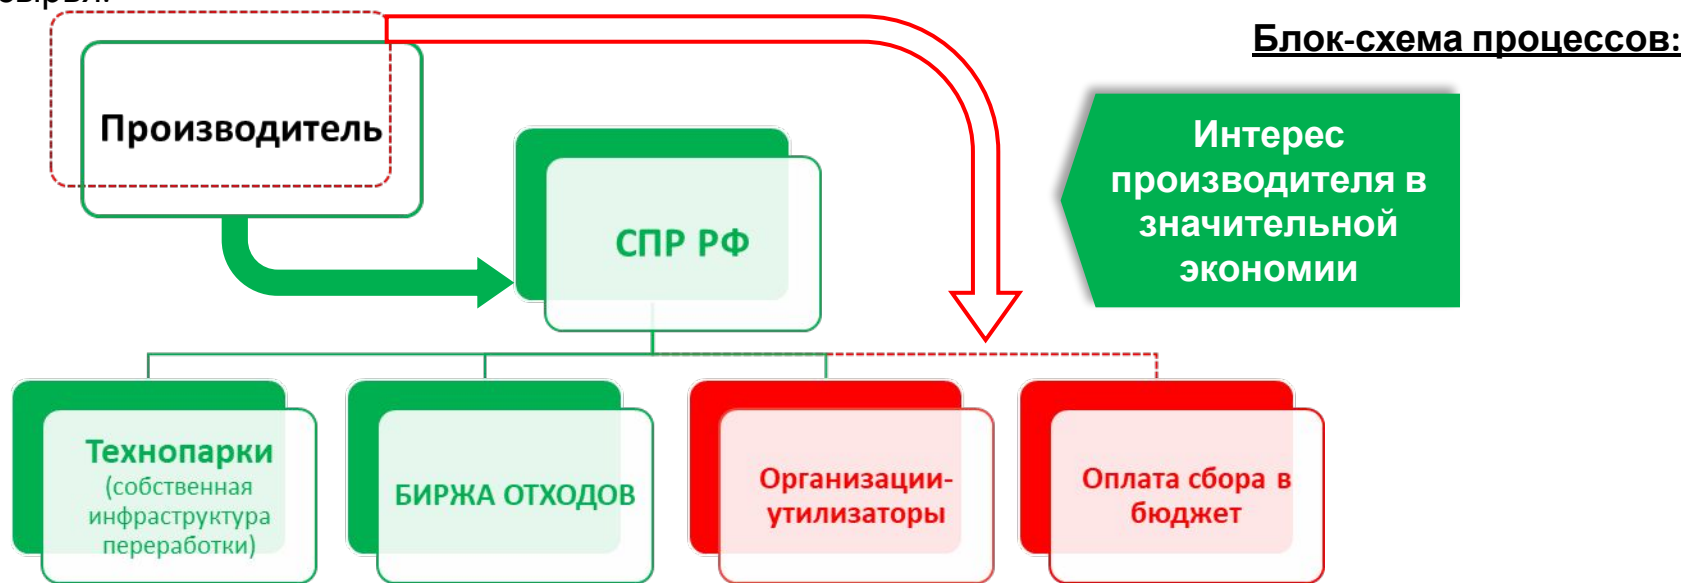 Блок-схема процессов:
Производитель
СПР РФ
Интерес
производителя в
значительной
экономии
Технопарки
(собственная
инфраструктура
переработки)
БИРЖА ОТХОДОВ
Организации-
утилизаторы
Оплата сбора в
бюджет